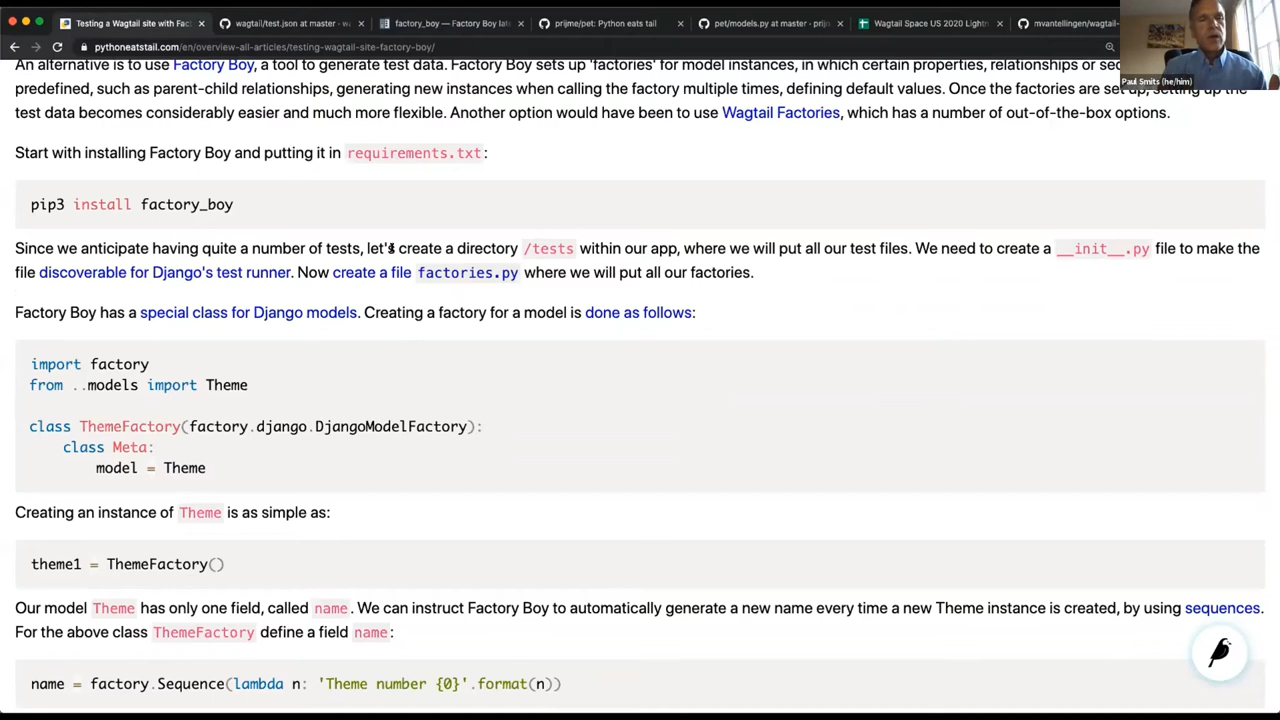 Testing a Wagtail site with Fac
wagtail/test.json at master · w
factory_boy — Factory Boy late
prijme/pet: Python eats tail
pet/models.py at master · prijm
Wagtail Space US 2020 Lightn
mvantellingen/wagtail-
pythoneatstail.com/en/overview-all-articles/testing-wagtail-site-factory-boy/
Paul Smits (he/him)
An alternative is to use Factory Boy, a tool to generate test data. Factory Boy sets up 'factories' for model instances, in which certain properties, relationships or
predefined, such as parent-child relationships, generating new instances when calling the factory multiple times, defining default values. Once the factories are set up, setting up the
test data becomes considerably easier and much more flexible. Another option would have been to use Wagtail Factories, which has a number of out-of-the-box options.
Start with installing Factory Boy and putting it in requirements.txt:
pip3 install factory_boy
Since we anticipate having quite a number of tests, let's create a directory /tests within our app, where we will put all our test files. We need to create a __init__.py file to make the
file discoverable for Django's test runner. Now create a file factories.py where we will put all our factories.
Factory Boy has a special class for Django models. Creating a factory for a model is done as follows:
import factory
from ..models import Theme
class ThemeFactory(factory.django.DjangoModelFactory):
class Meta:
model = Theme
Creating an instance of Theme is as simple as:
theme1 = ThemeFactory()
Our model Theme has only one field, called name. We can instruct Factory Boy to automatically generate a new name every time a new Theme instance is created, by using sequences.
For the above class ThemeFactory define a field name:
name = factory.Sequence(lambda n: 'Theme number {0}'.format(n))